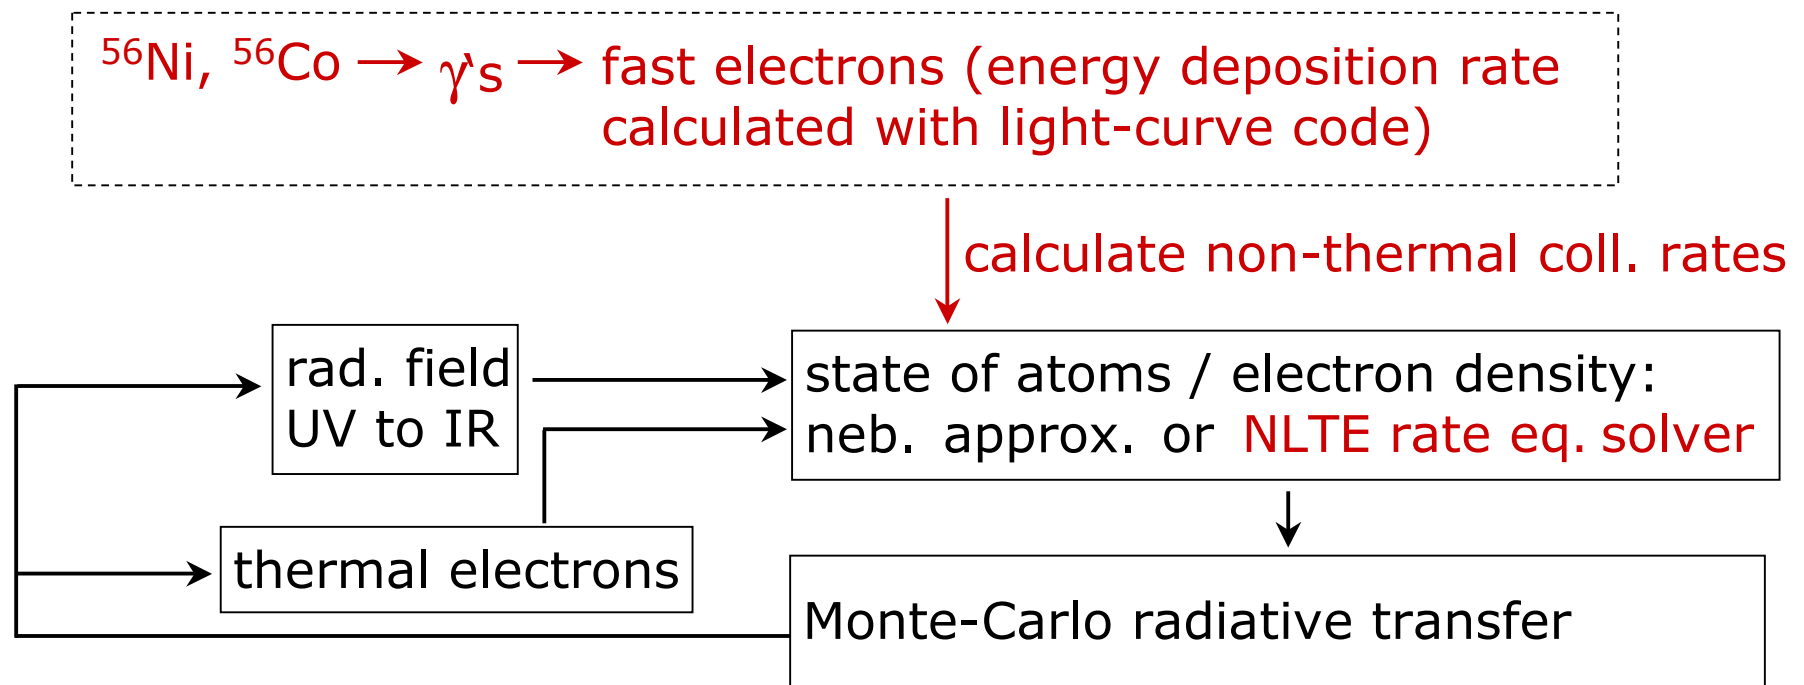 ⁵⁶Ni, ⁵⁶Co → γ‘s → fast electrons (energy deposition rate
calculated with light-curve code)
calculate non-thermal coll. rates
rad. field
UV to IR
state of atoms / electron density:
neb. approx. or NLTE rate eq. solver
thermal electrons
Monte-Carlo radiative transfer